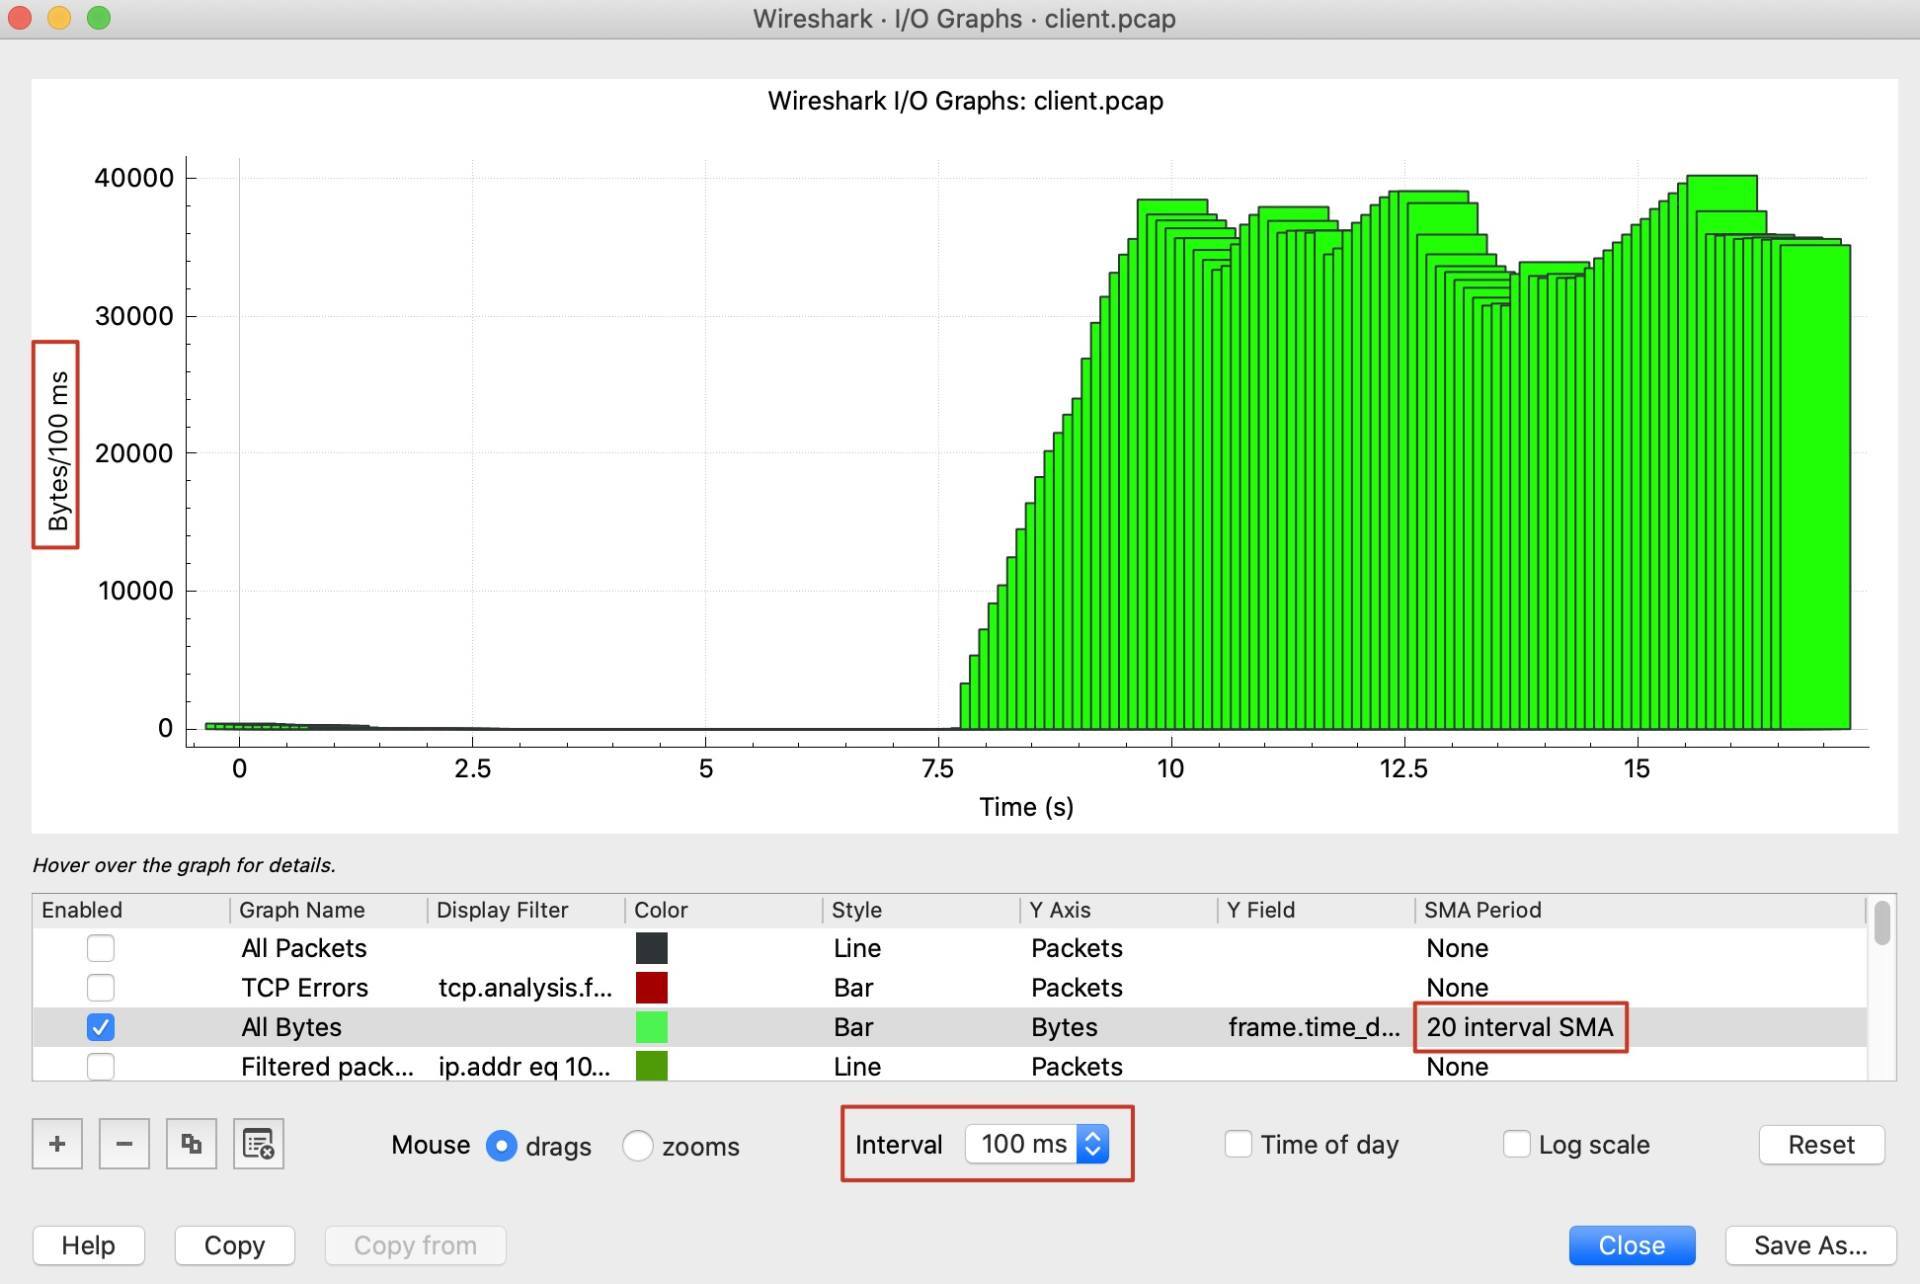 Wireshark · I/O Graphs · client.pcap
Wireshark I/O Graphs: client.pcap
40000
30000
20000
10000
0
Bytes/100 ms
0 2.5 5 7.5 10 12.5 15
Time (s)
Hover over the graph for details.
Enabled Graph Name Display Filter Color Style Y Axis Y Field SMA Period
All Packets Line Packets None
TCP Errors tcp.analysis.f... Bar Packets None
All Bytes Bar Bytes frame.time_d... 20 interval SMA
Filtered pack... ip.addr eq 10... Line Packets None
+ − Mouse drags zooms Interval 100 ms Time of day Log scale Reset
Help Copy Copy from Close Save As...